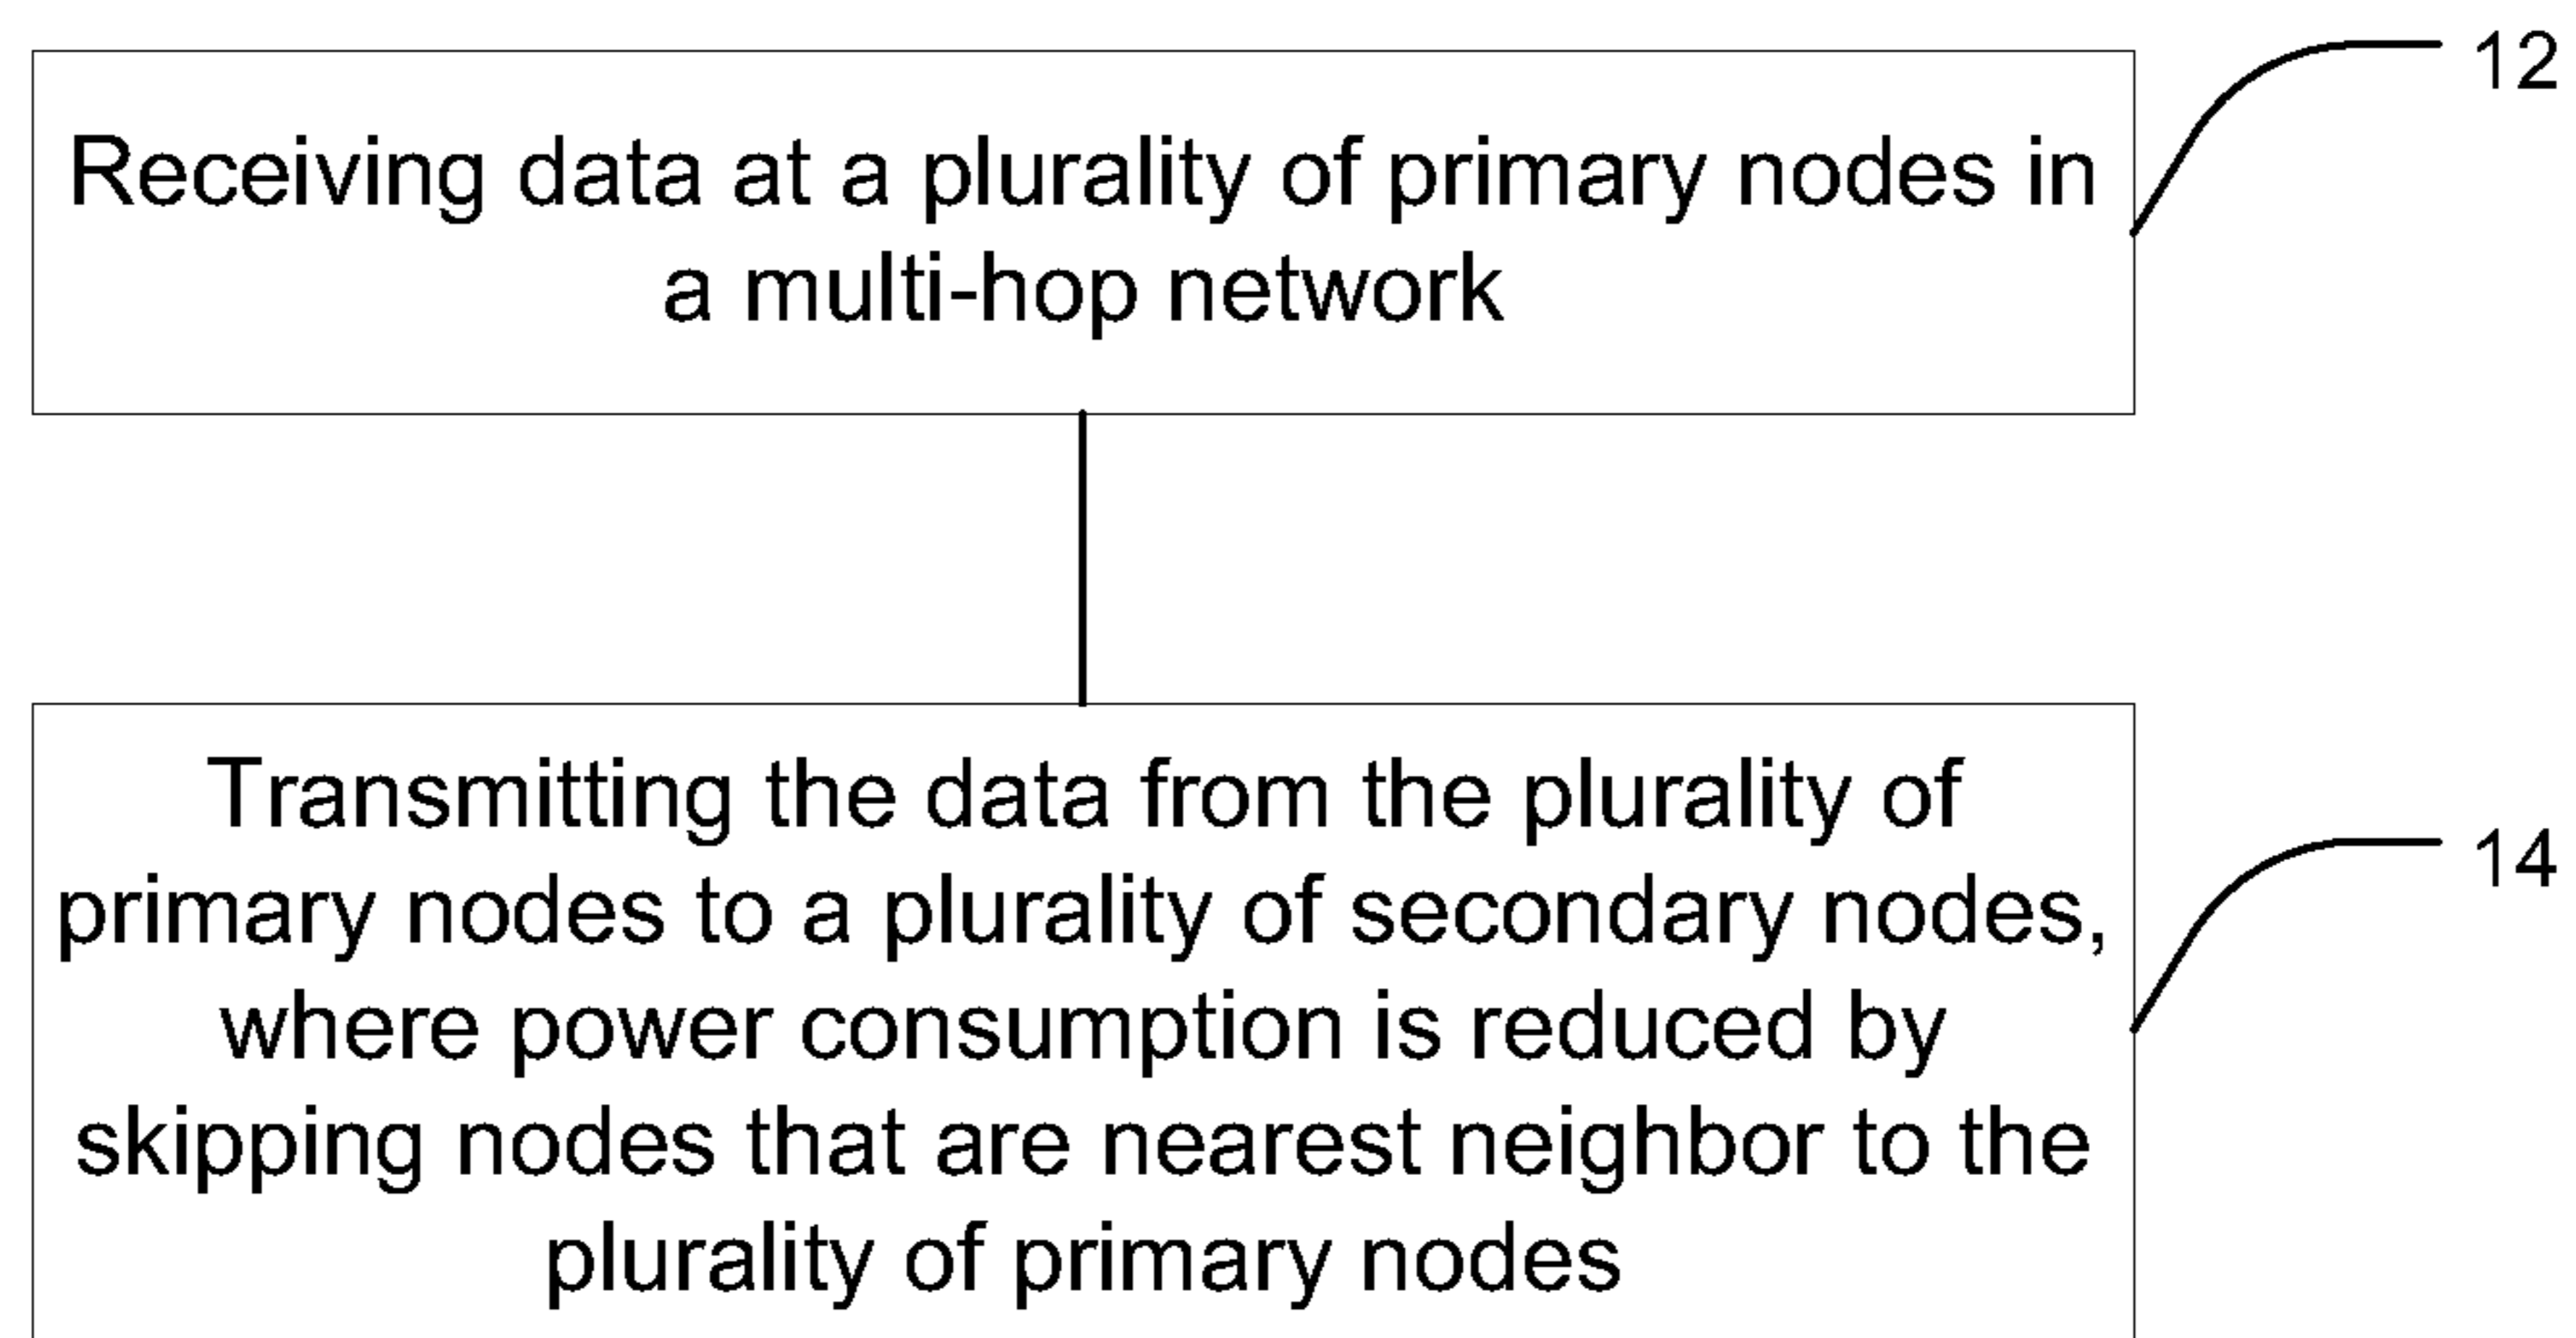 12
Receiving data at a plurality of primary nodes in
a multi-hop network
Transmitting the data from the plurality of
primary nodes to a plurality of secondary nodes,
where power consumption is reduced by
skipping nodes that are nearest neighbor to the
plurality of primary nodes
14